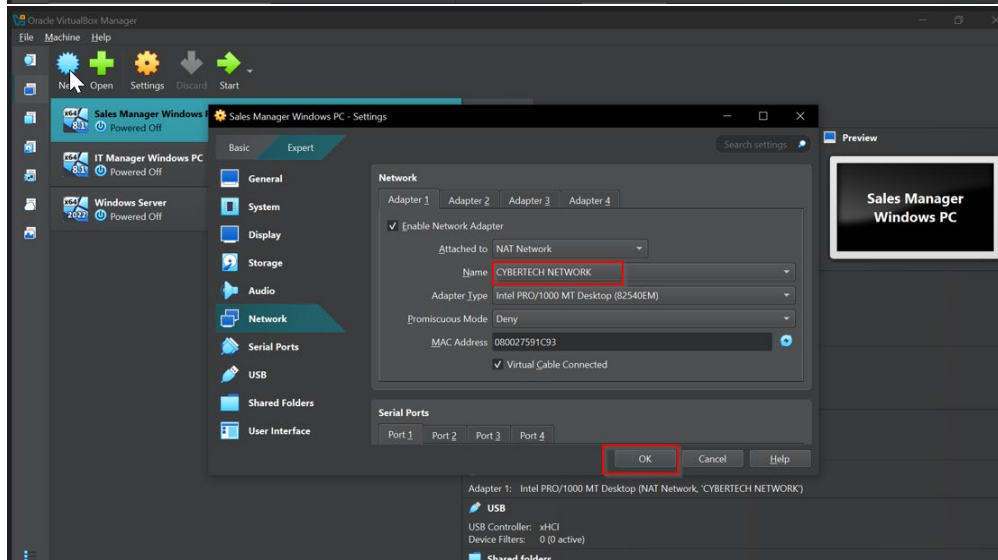 Oracle VirtualBox Manager
File Machine Help
New Open Settings Discard Start
x64 Sales Manager Windows
8.1 Powered Off
x64 IT Manager Windows PC
8.1 Powered Off
x64 Windows Server
2022 Powered Off
Sales Manager Windows PC - Settings
Basic Expert Search settings
General
System
Display
Storage
Audio
Network
Serial Ports
USB
Shared Folders
User Interface
Network
Adapter 1 Adapter 2 Adapter 3 Adapter 4
Enable Network Adapter
Attached to NAT Network
Name CYBERTECH NETWORK
Adapter Type Intel PRO/1000 MT Desktop (82540EM)
Promiscuous Mode Deny
MAC Address 080027591C93
Virtual Cable Connected
Serial Ports
Port 1 Port 2 Port 3 Port 4
OK Cancel Help
Preview
Sales Manager
Windows PC
Adapter 1: Intel PRO/1000 MT Desktop (NAT Network, 'CYBERTECH NETWORK')
USB
USB Controller: xHCI
Device Filters: 0 (0 active)
Shared folders